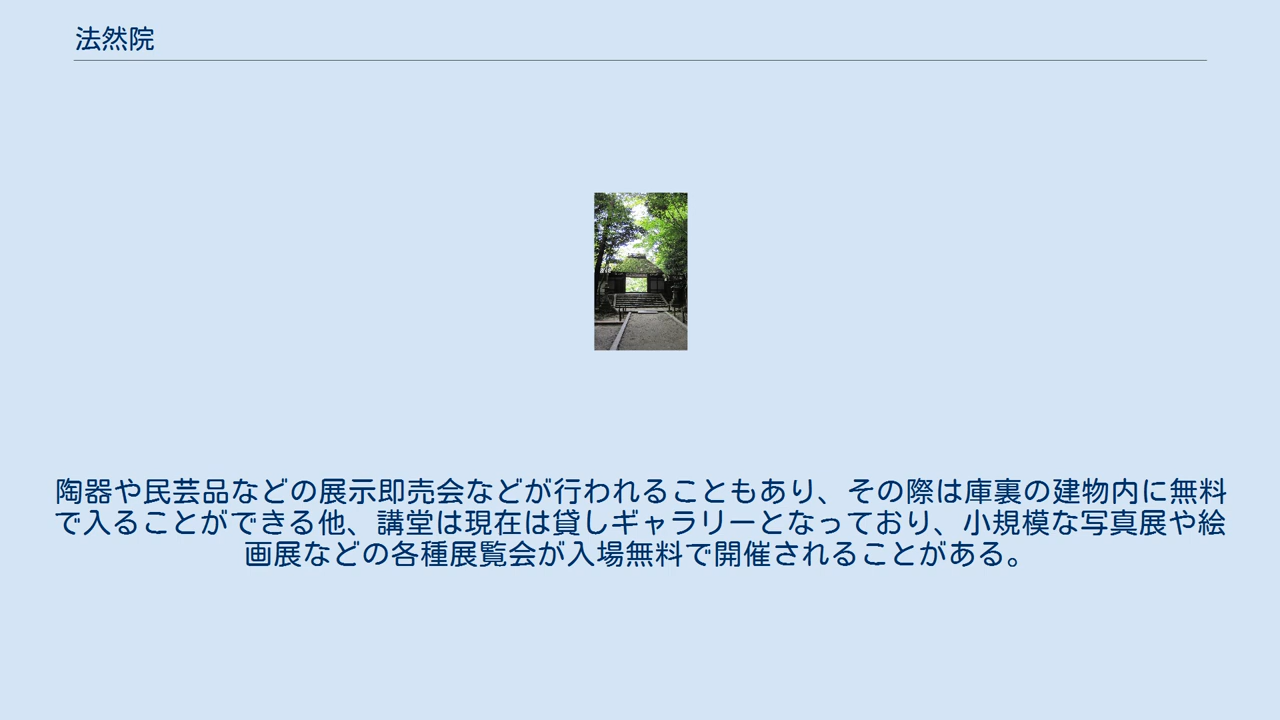 法然院
陶器や民芸品などの展示即売会などが行われることもあり、その際は庫裏の建物内に無料
で入ることができる他、講堂は現在は貸しギャラリーとなっており、小規模な写真展や絵
画展などの各種展覧会が入場無料で開催されることがある。